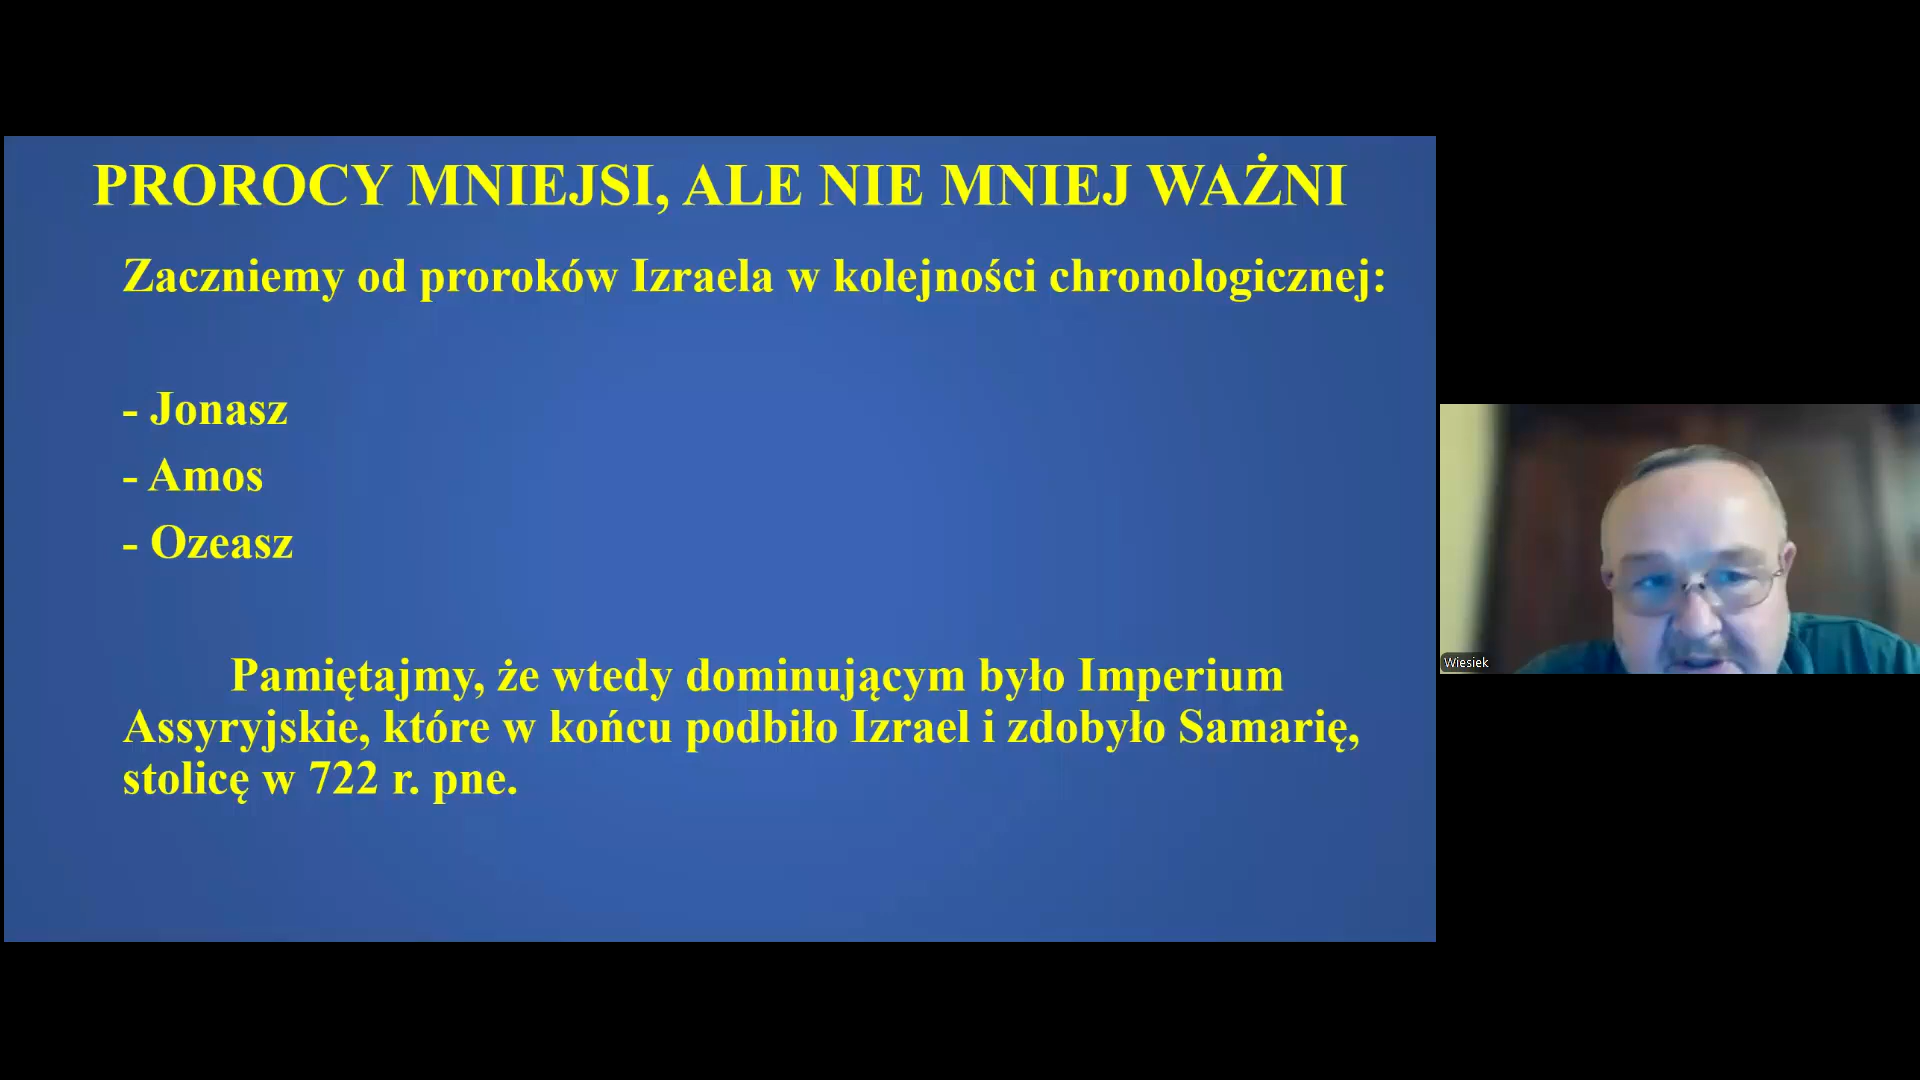 PROROCY MNIEJSI, ALE NIE MNIEJ WAŻNI
Zaczniemy od proroków Izraela w kolejności chronologicznej:
- Jonasz
- Amos
- Ozeasz
Pamiętajmy, że wtedy dominującym było Imperium
Assyryjskie, które w końcu podbiło Izrael i zdobyło Samarię,
stolicę w 722 r. pne.
Wiesiek